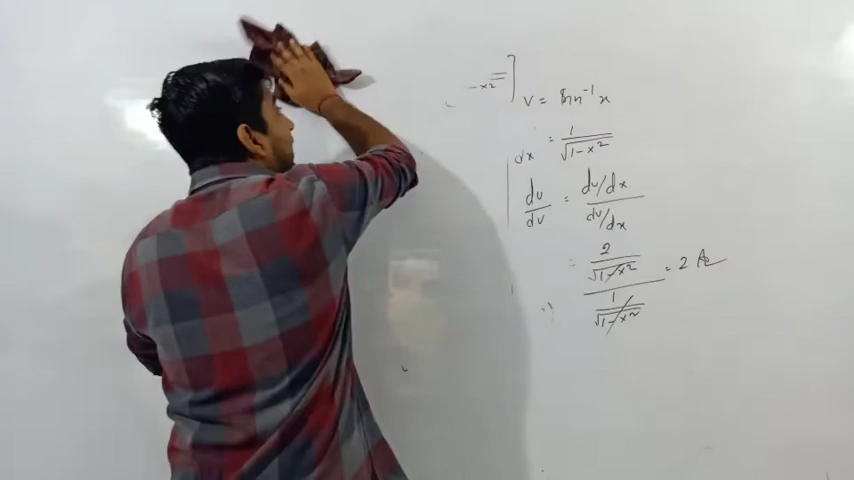 -x2 ]
v = Sin⁻¹x
dx = 1/√1-x²
du/dv = du/dx / dv/dx
= 2/√1-x² / 1/√1-x² = 2